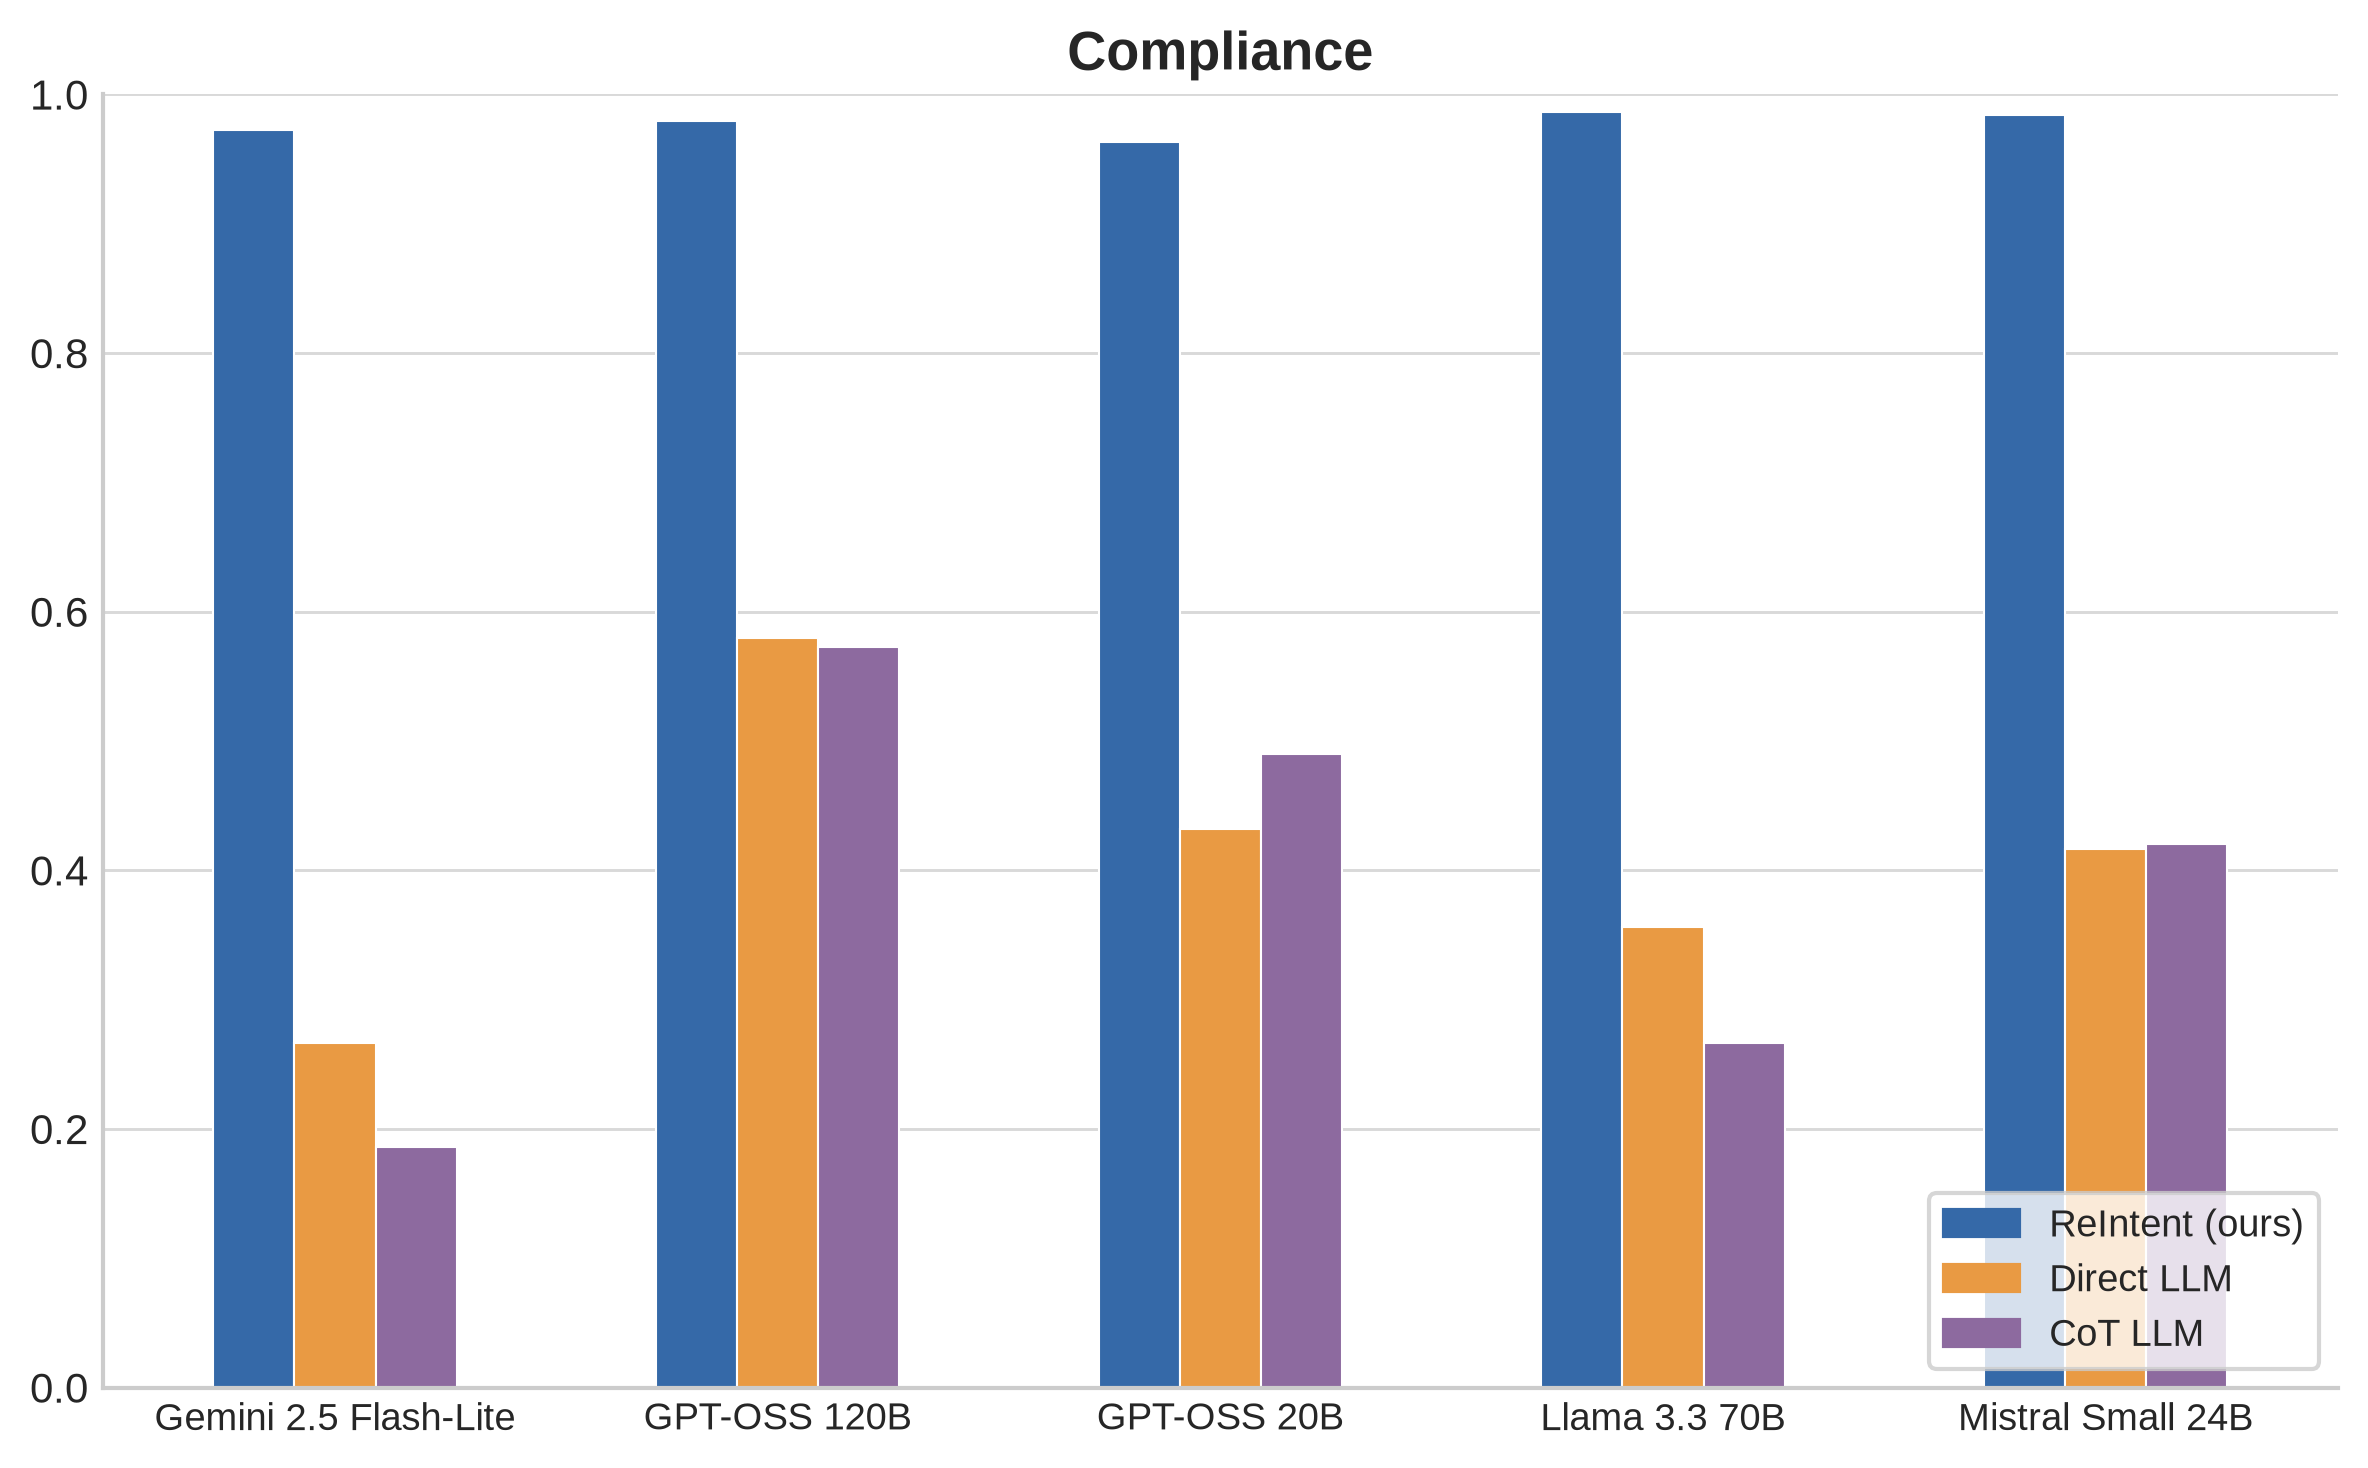 Compliance
1.0
0.8
0.6
0.4
0.2
0.0
ReIntent (ours)
Direct LLM
CoT LLM
Gemini 2.5 Flash-Lite
GPT-OSS 120B
GPT-OSS 20B
Llama 3.3 70B
Mistral Small 24B